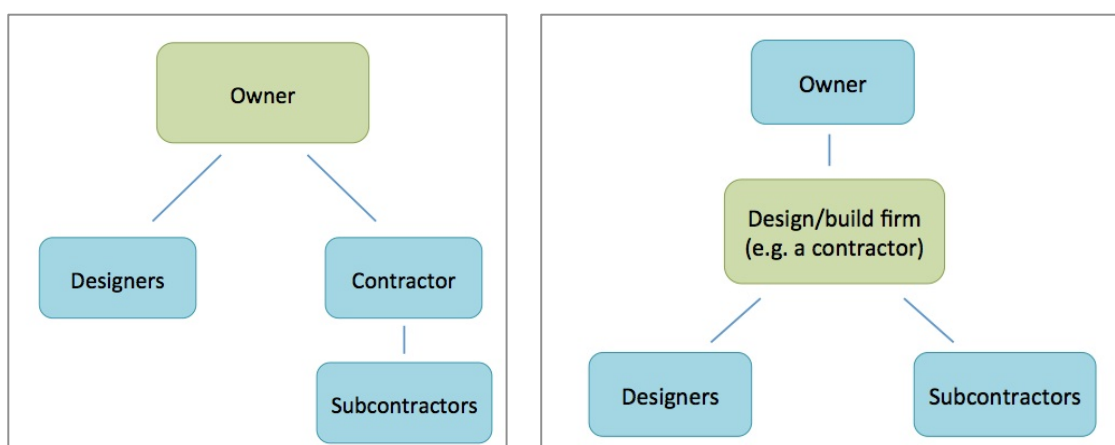 Owner
Designers
Contractor
Subcontractors
Owner
Design/build firm
(e.g. a contractor)
Designers
Subcontractors